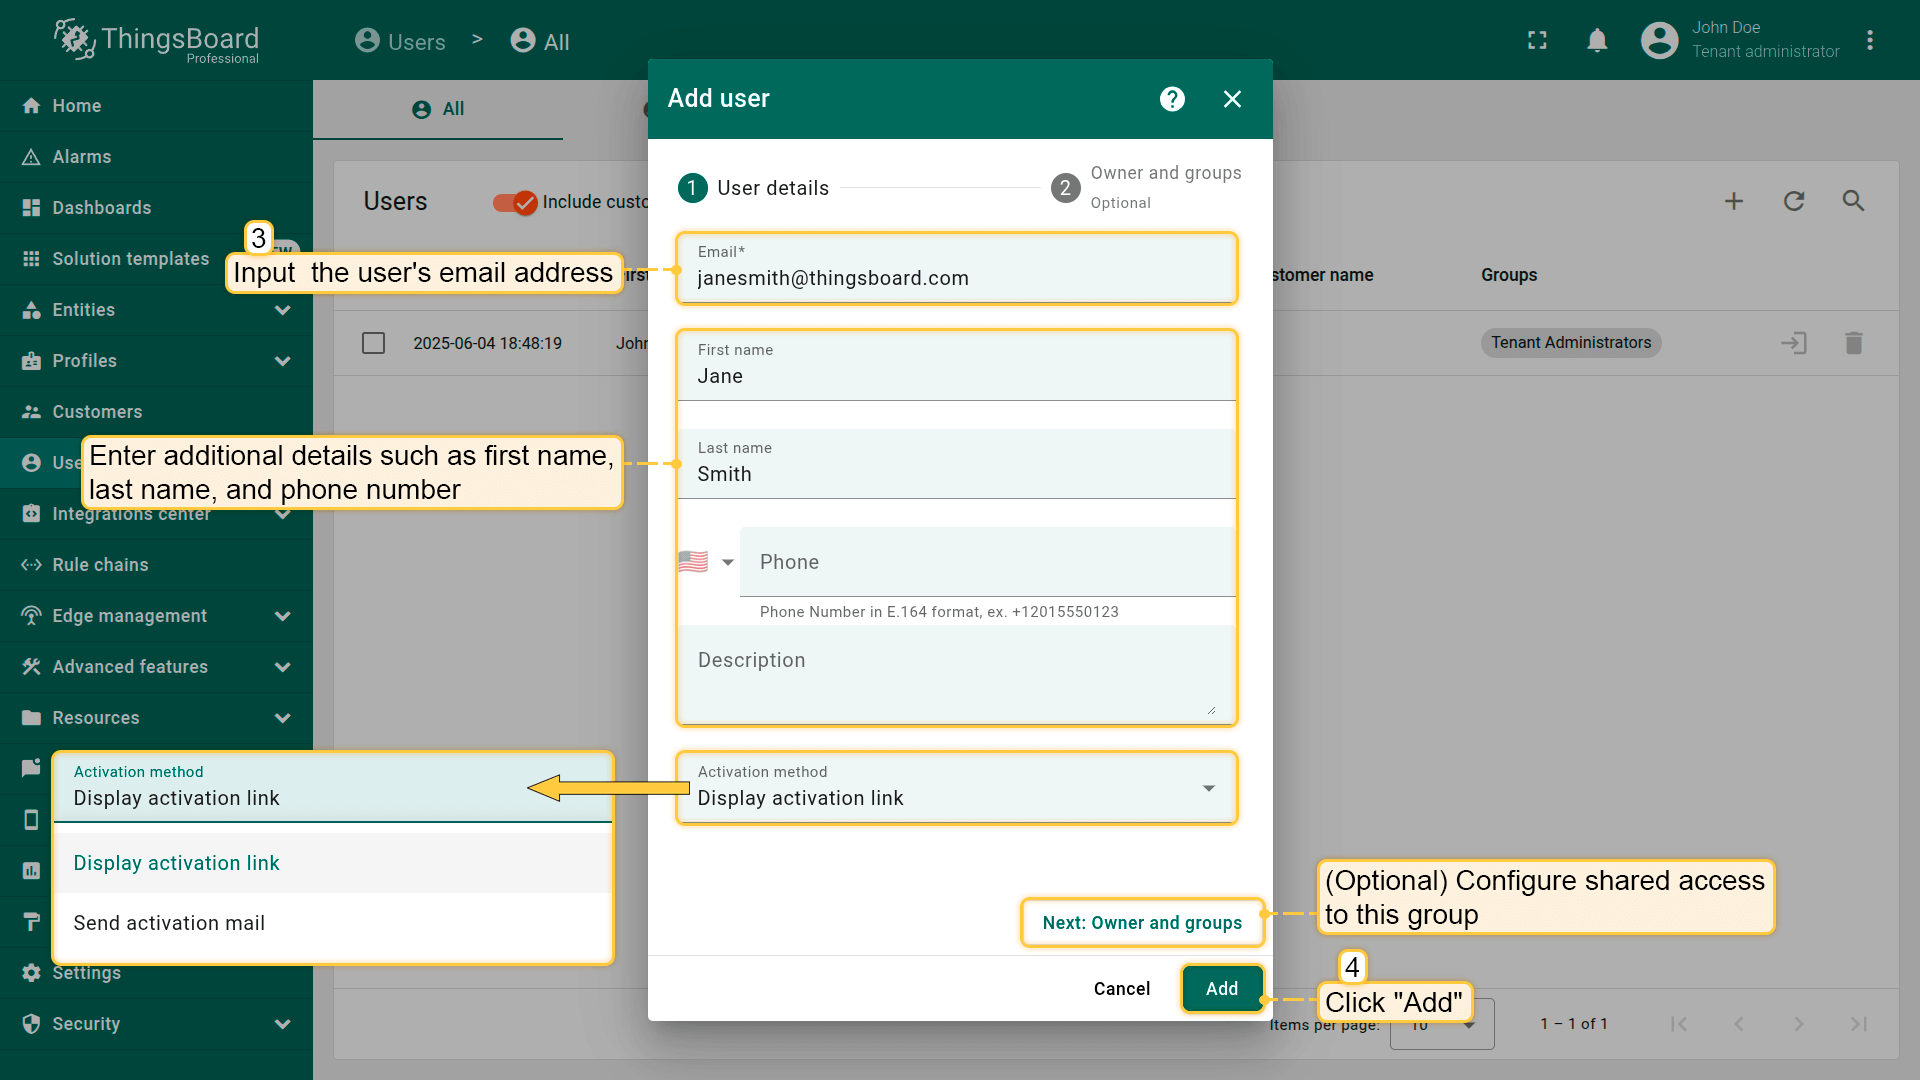 ThingsBoard
Professional
Users > All
John Doe
Tenant administrator
Home
Alarms
Dashboards
Solution templates
Entities
Profiles
Customers
Integrations center
Rule chains
Edge management
Advanced features
Resources
Settings
Security
All
Users
Groups
2025-06-04 18:48:19
Tenant Administrators
Items per page:
10
1 – 1 of 1
Add user
1 User details
2 Owner and groups
Optional
Email*
janesmith@thingsboard.com
First name
Jane
Last name
Smith
Phone
Phone Number in E.164 format, ex. +12015550123
Description
Activation method
Display activation link
Next: Owner and groups
Cancel
Add
3
Input the user's email address
Enter additional details such as first name,
last name, and phone number
Activation method
Display activation link
Display activation link
Send activation mail
(Optional) Configure shared access
to this group
4
Click "Add"